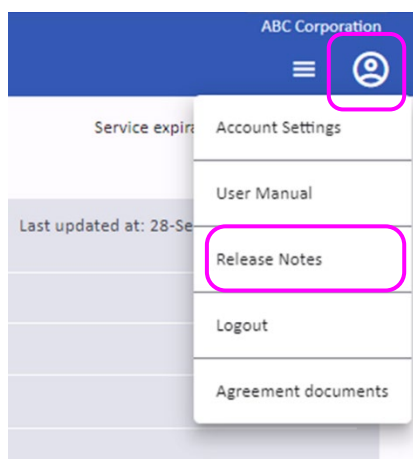 ABC Corporation
Service expira
Account Settings
User Manual
Last updated at: 28-Se
Release Notes
Logout
Agreement documents